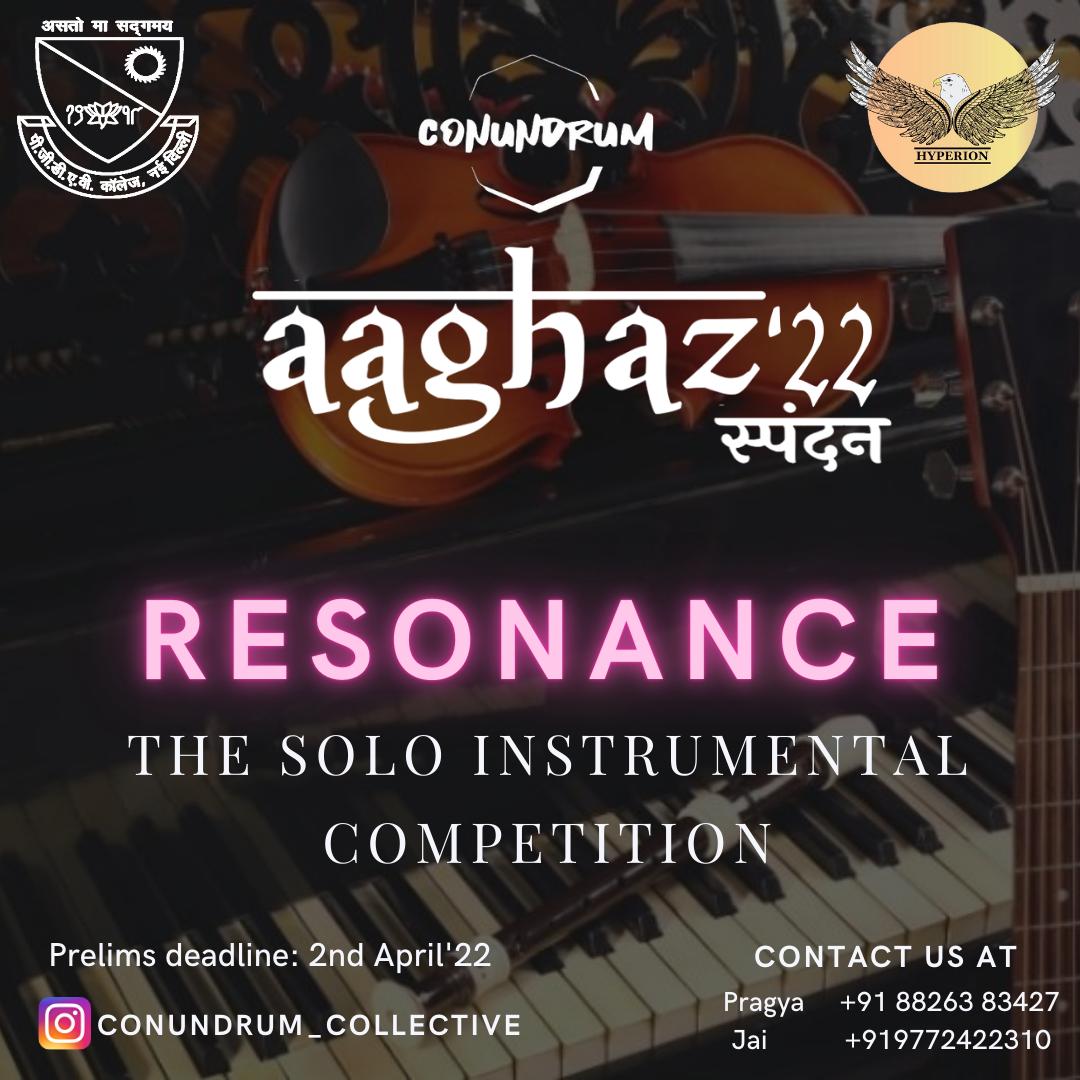 असतो मा सद्गमय
पी.जी.डी.ए.वी. कॉलेज, नई दिल्ली
CONUNDRUM
HYPERION
aaghaz'22
स्पंदन
RESONANCE
THE SOLO INSTRUMENTAL
COMPETITION
Prelims deadline: 2nd April'22
CONUNDRUM_COLLECTIVE
CONTACT US AT
Pragya +91 88263 83427
Jai +919772422310